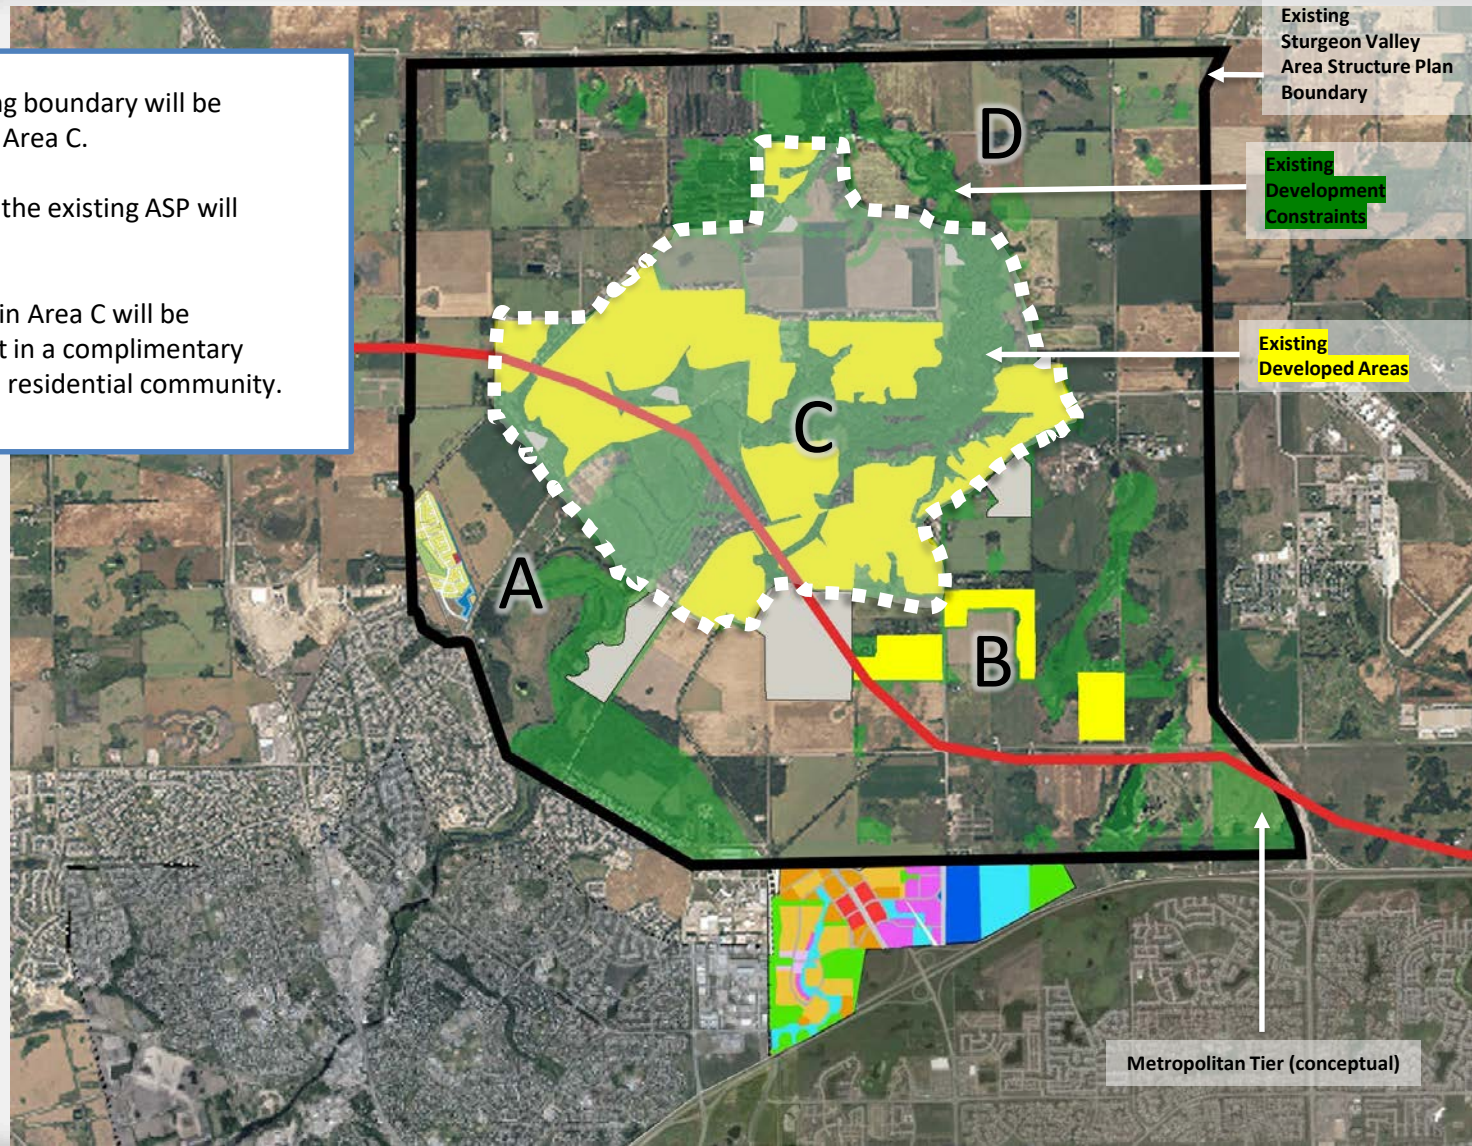 ng boundary will be
Area C.
the existing ASP will
in Area C will be
t in a complimentary
residential community.
Existing
Sturgeon Valley
Area Structure Plan
Boundary
D
Existing
Development
Constraints
Existing
Developed Areas
C
A
B
Metropolitan Tier (conceptual)